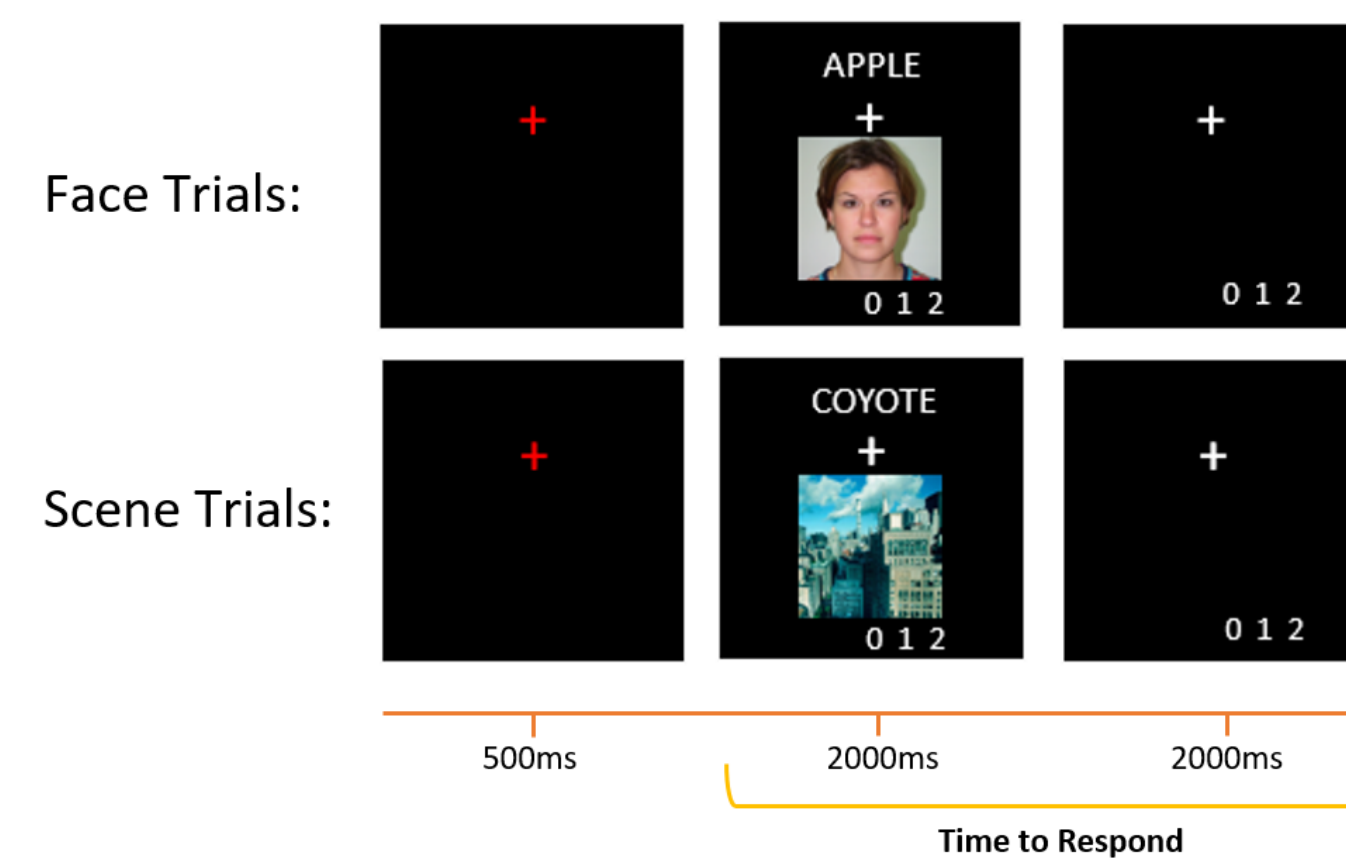 Face Trials:
+
APPLE
+
0 1 2
+
0 1 2
Scene Trials:
+
COYOTE
+
0 1 2
+
0 1 2
500ms
2000ms
2000ms
Time to Respond